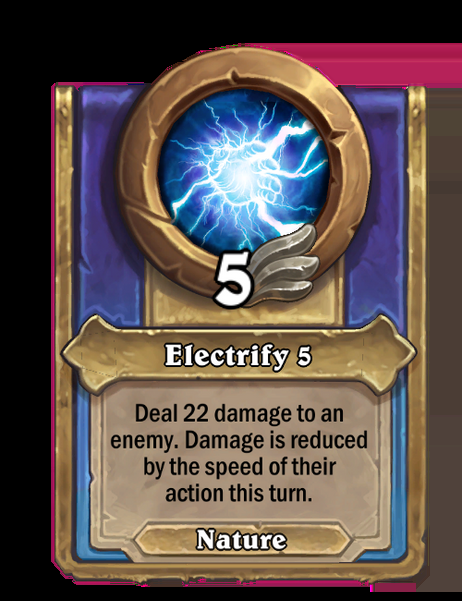 5
Electrify 5
Deal 22 damage to an
enemy. Damage is reduced
by the speed of their
action this turn.
Nature